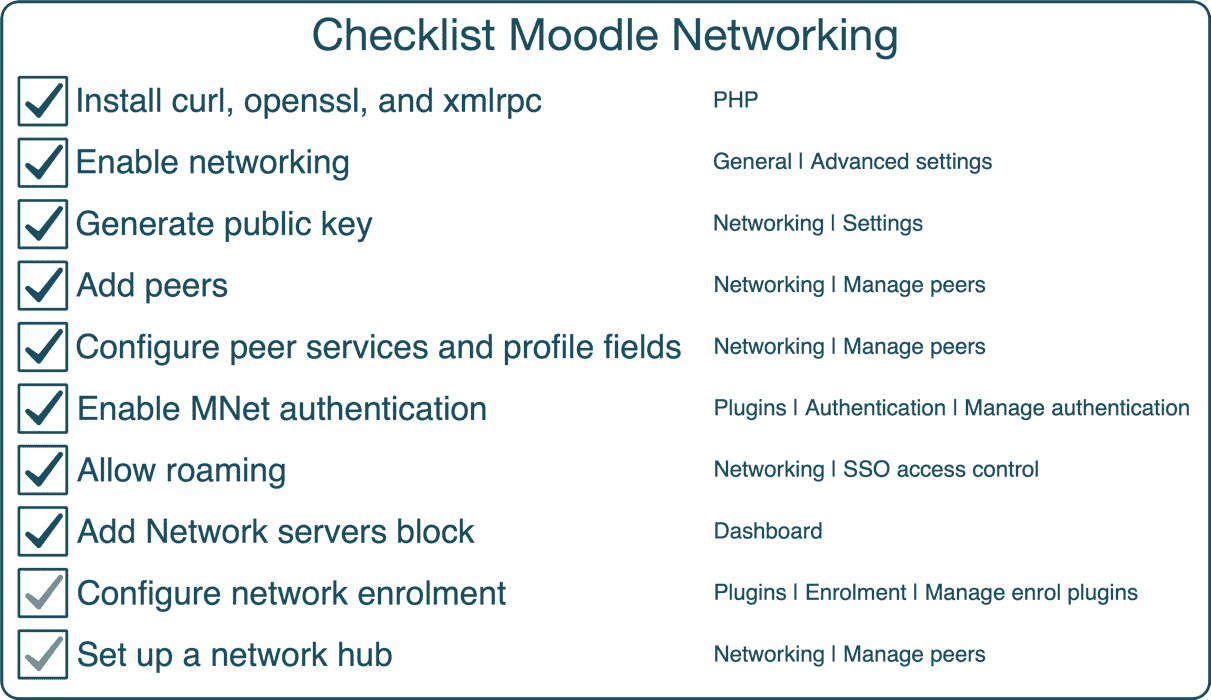 Checklist Moodle Networking
Install curl, openssl, and xmlrpc PHP
Enable networking General | Advanced settings
Generate public key Networking | Settings
Add peers Networking | Manage peers
Configure peer services and profile fields Networking | Manage peers
Enable MNet authentication Plugins | Authentication | Manage authentication
Allow roaming Networking | SSO access control
Add Network servers block Dashboard
Configure network enrolment Plugins | Enrolment | Manage enrol plugins
Set up a network hub Networking | Manage peers